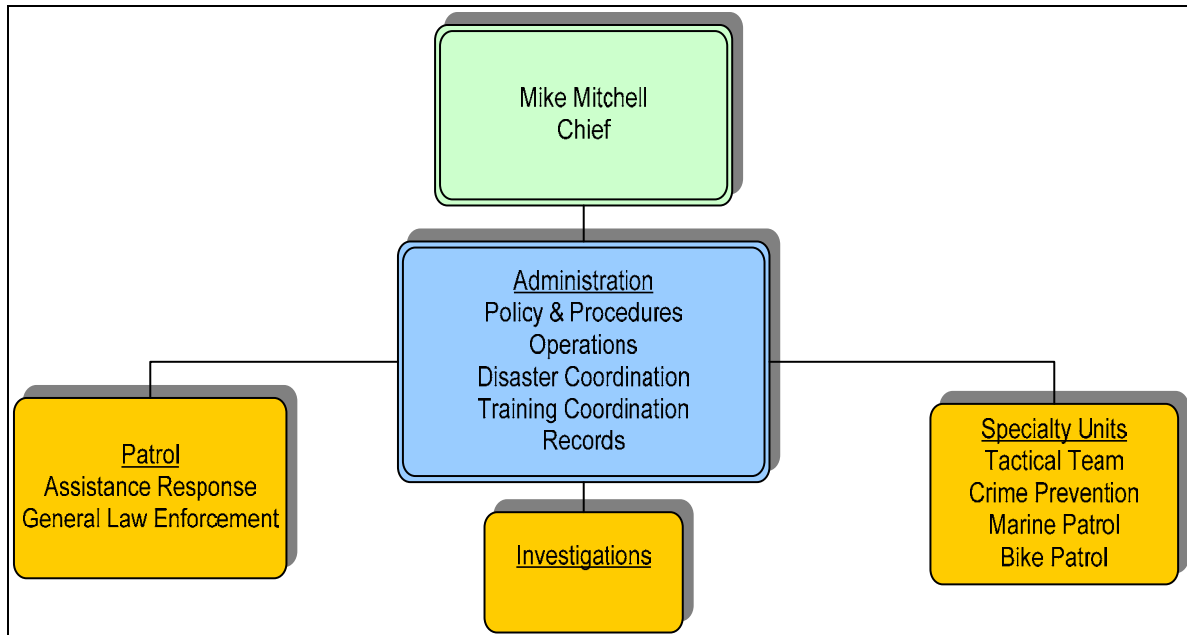 Mike Mitchell
Chief
Administration
Policy & Procedures
Operations
Disaster Coordination
Training Coordination
Records
Patrol
Assistance Response
General Law Enforcement
Investigations
Specialty Units
Tactical Team
Crime Prevention
Marine Patrol
Bike Patrol